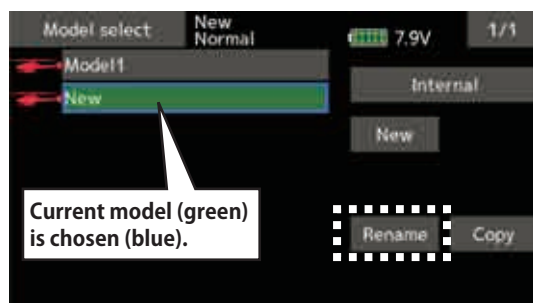 Model select
New
Normal
7.9V
1/1
Model1
Internal
New
New
Current model (green)
is chosen (blue).
Rename
Copy